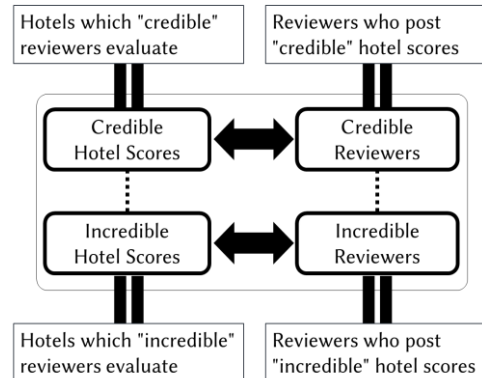 Hotels which "credible"
reviewers evaluate
Reviewers who post
"credible" hotel scores
Credible
Hotel Scores
Credible
Reviewers
Incredible
Hotel Scores
Incredible
Reviewers
Hotels which "incredible"
reviewers evaluate
Reviewers who post
"incredible" hotel scores